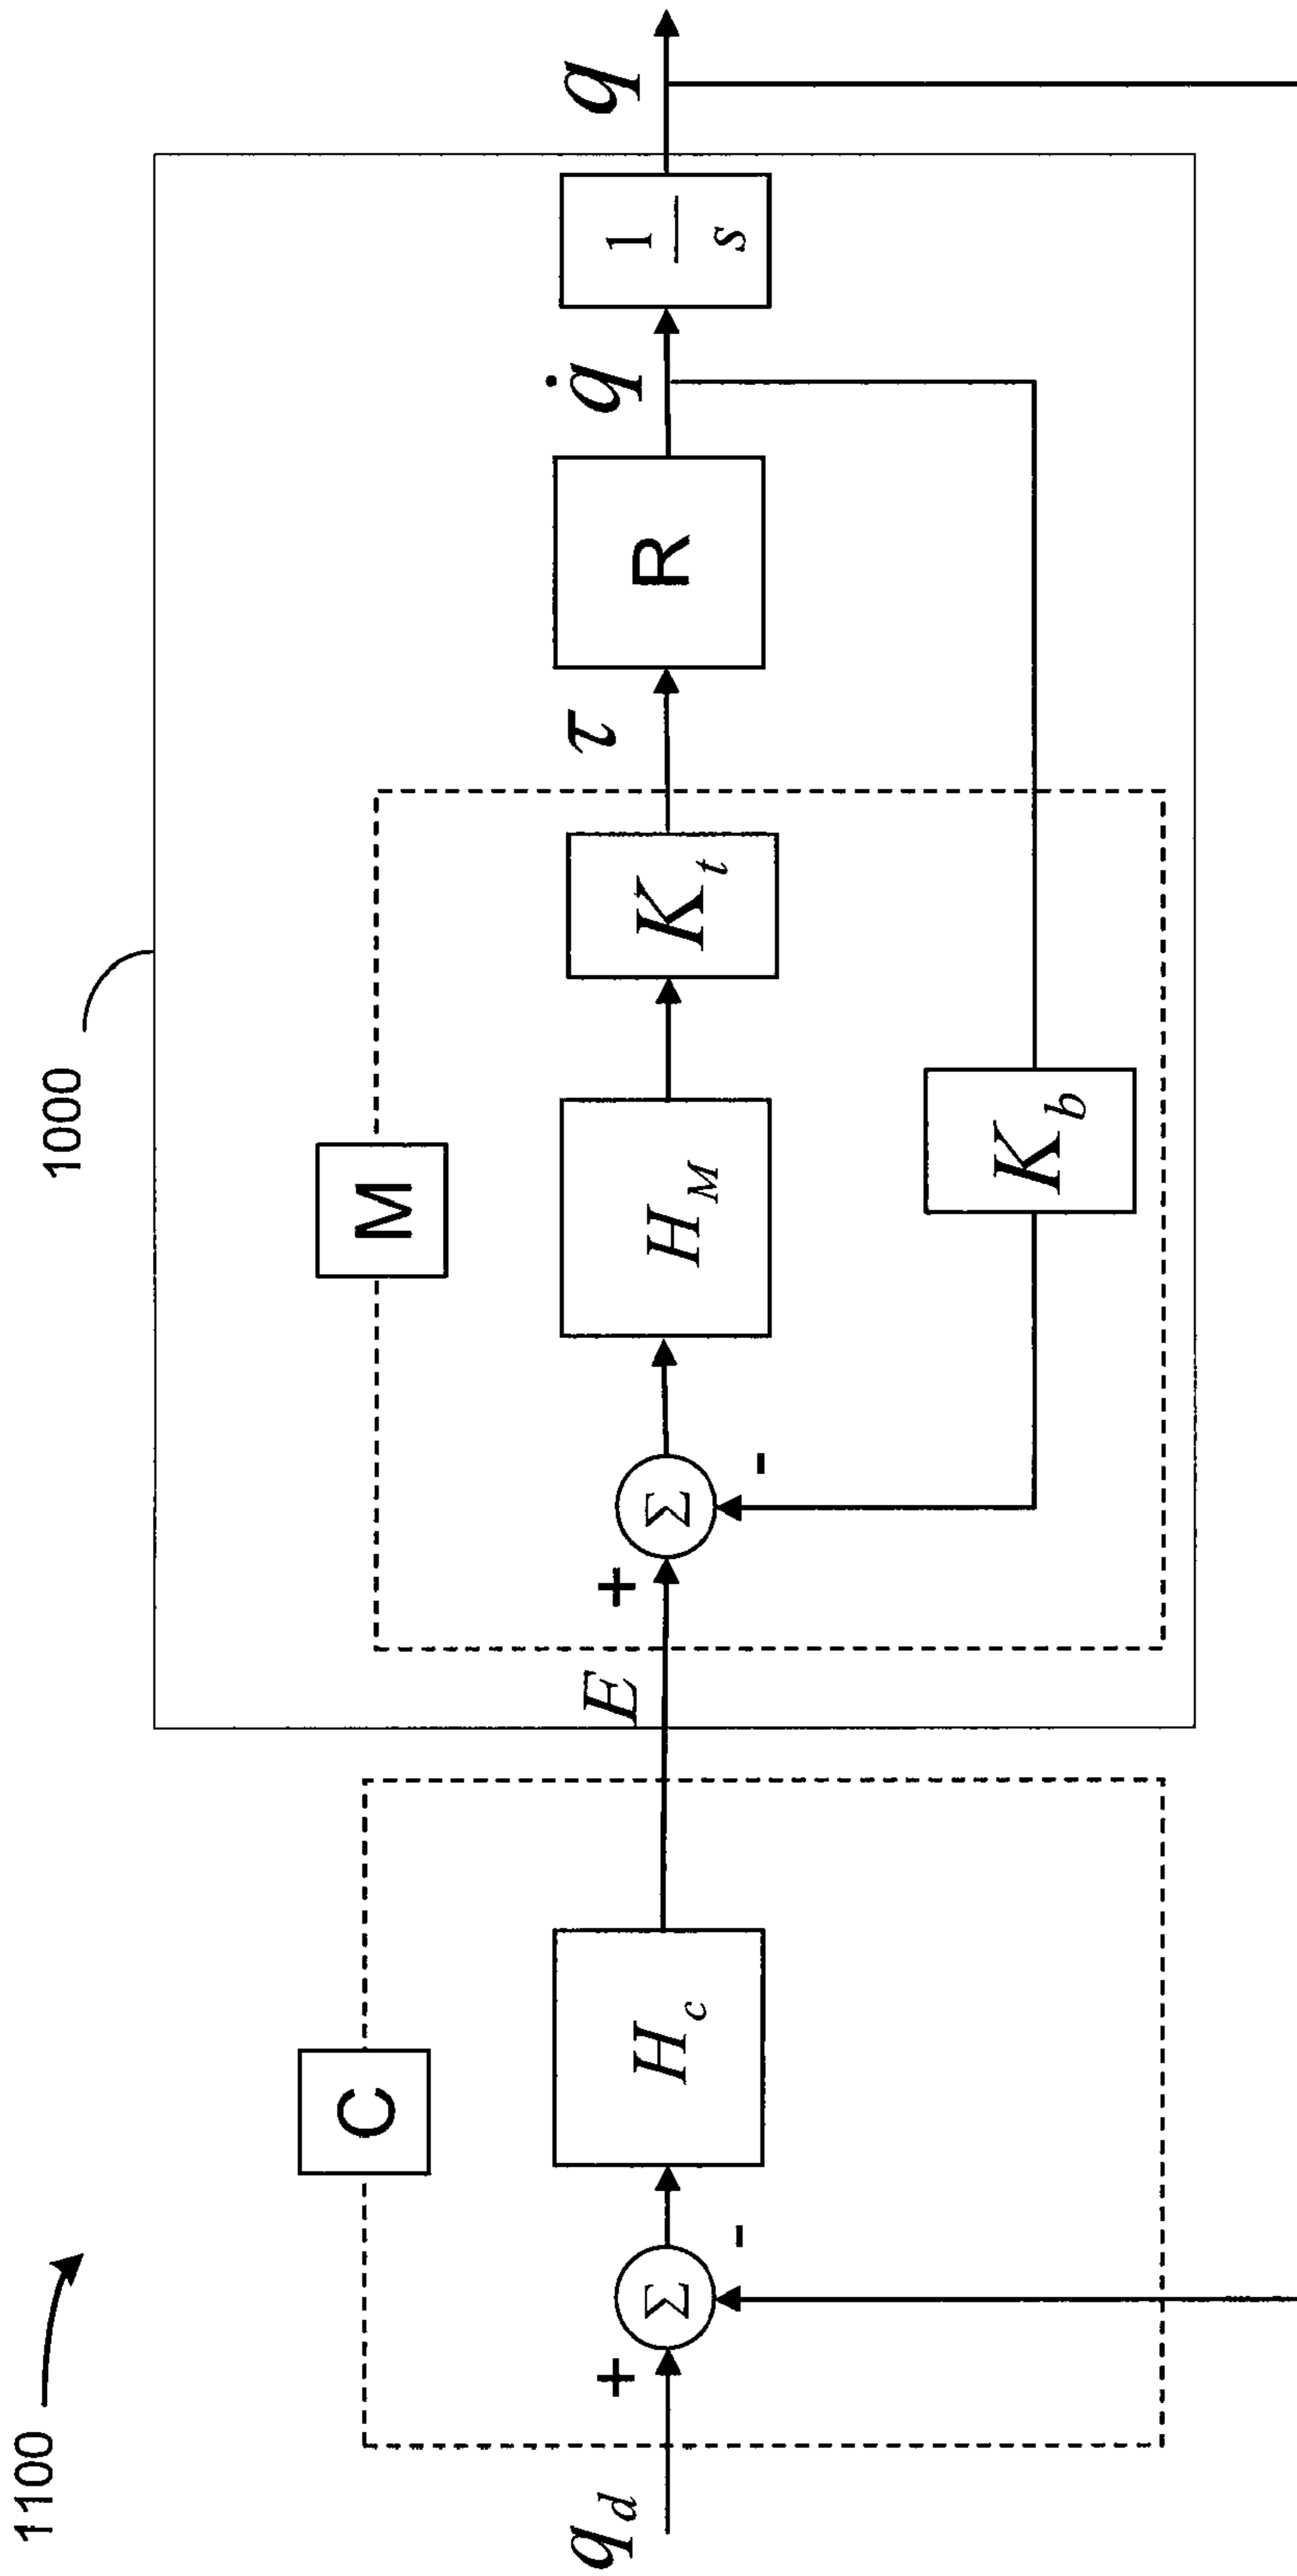 1100
1000
C
M
q_d
+
Σ
-
H_c
E
+
Σ
-
H_M
K_t
τ
R
q̇
1
s
q
K_b